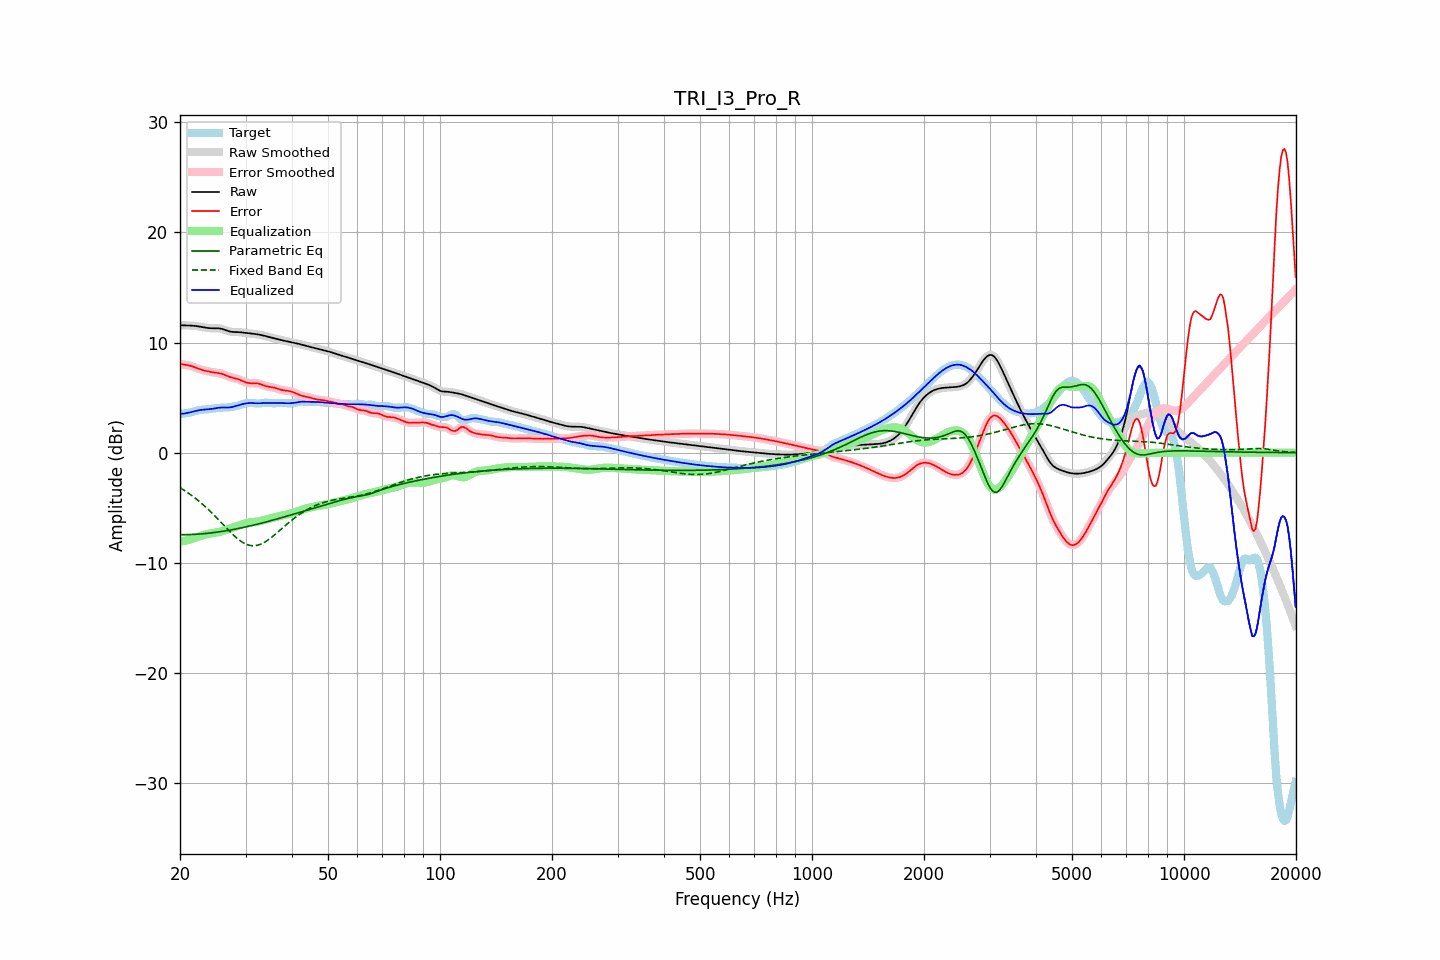 TRI_I3_Pro_R
Target
Raw Smoothed
Error Smoothed
Raw
Error
Equalization
Parametric Eq
Fixed Band Eq
Equalized
30
20
10
0
−10
−20
−30
Amplitude (dBr)
20 50 100 200 500 1000 2000 5000 10000 20000
Frequency (Hz)